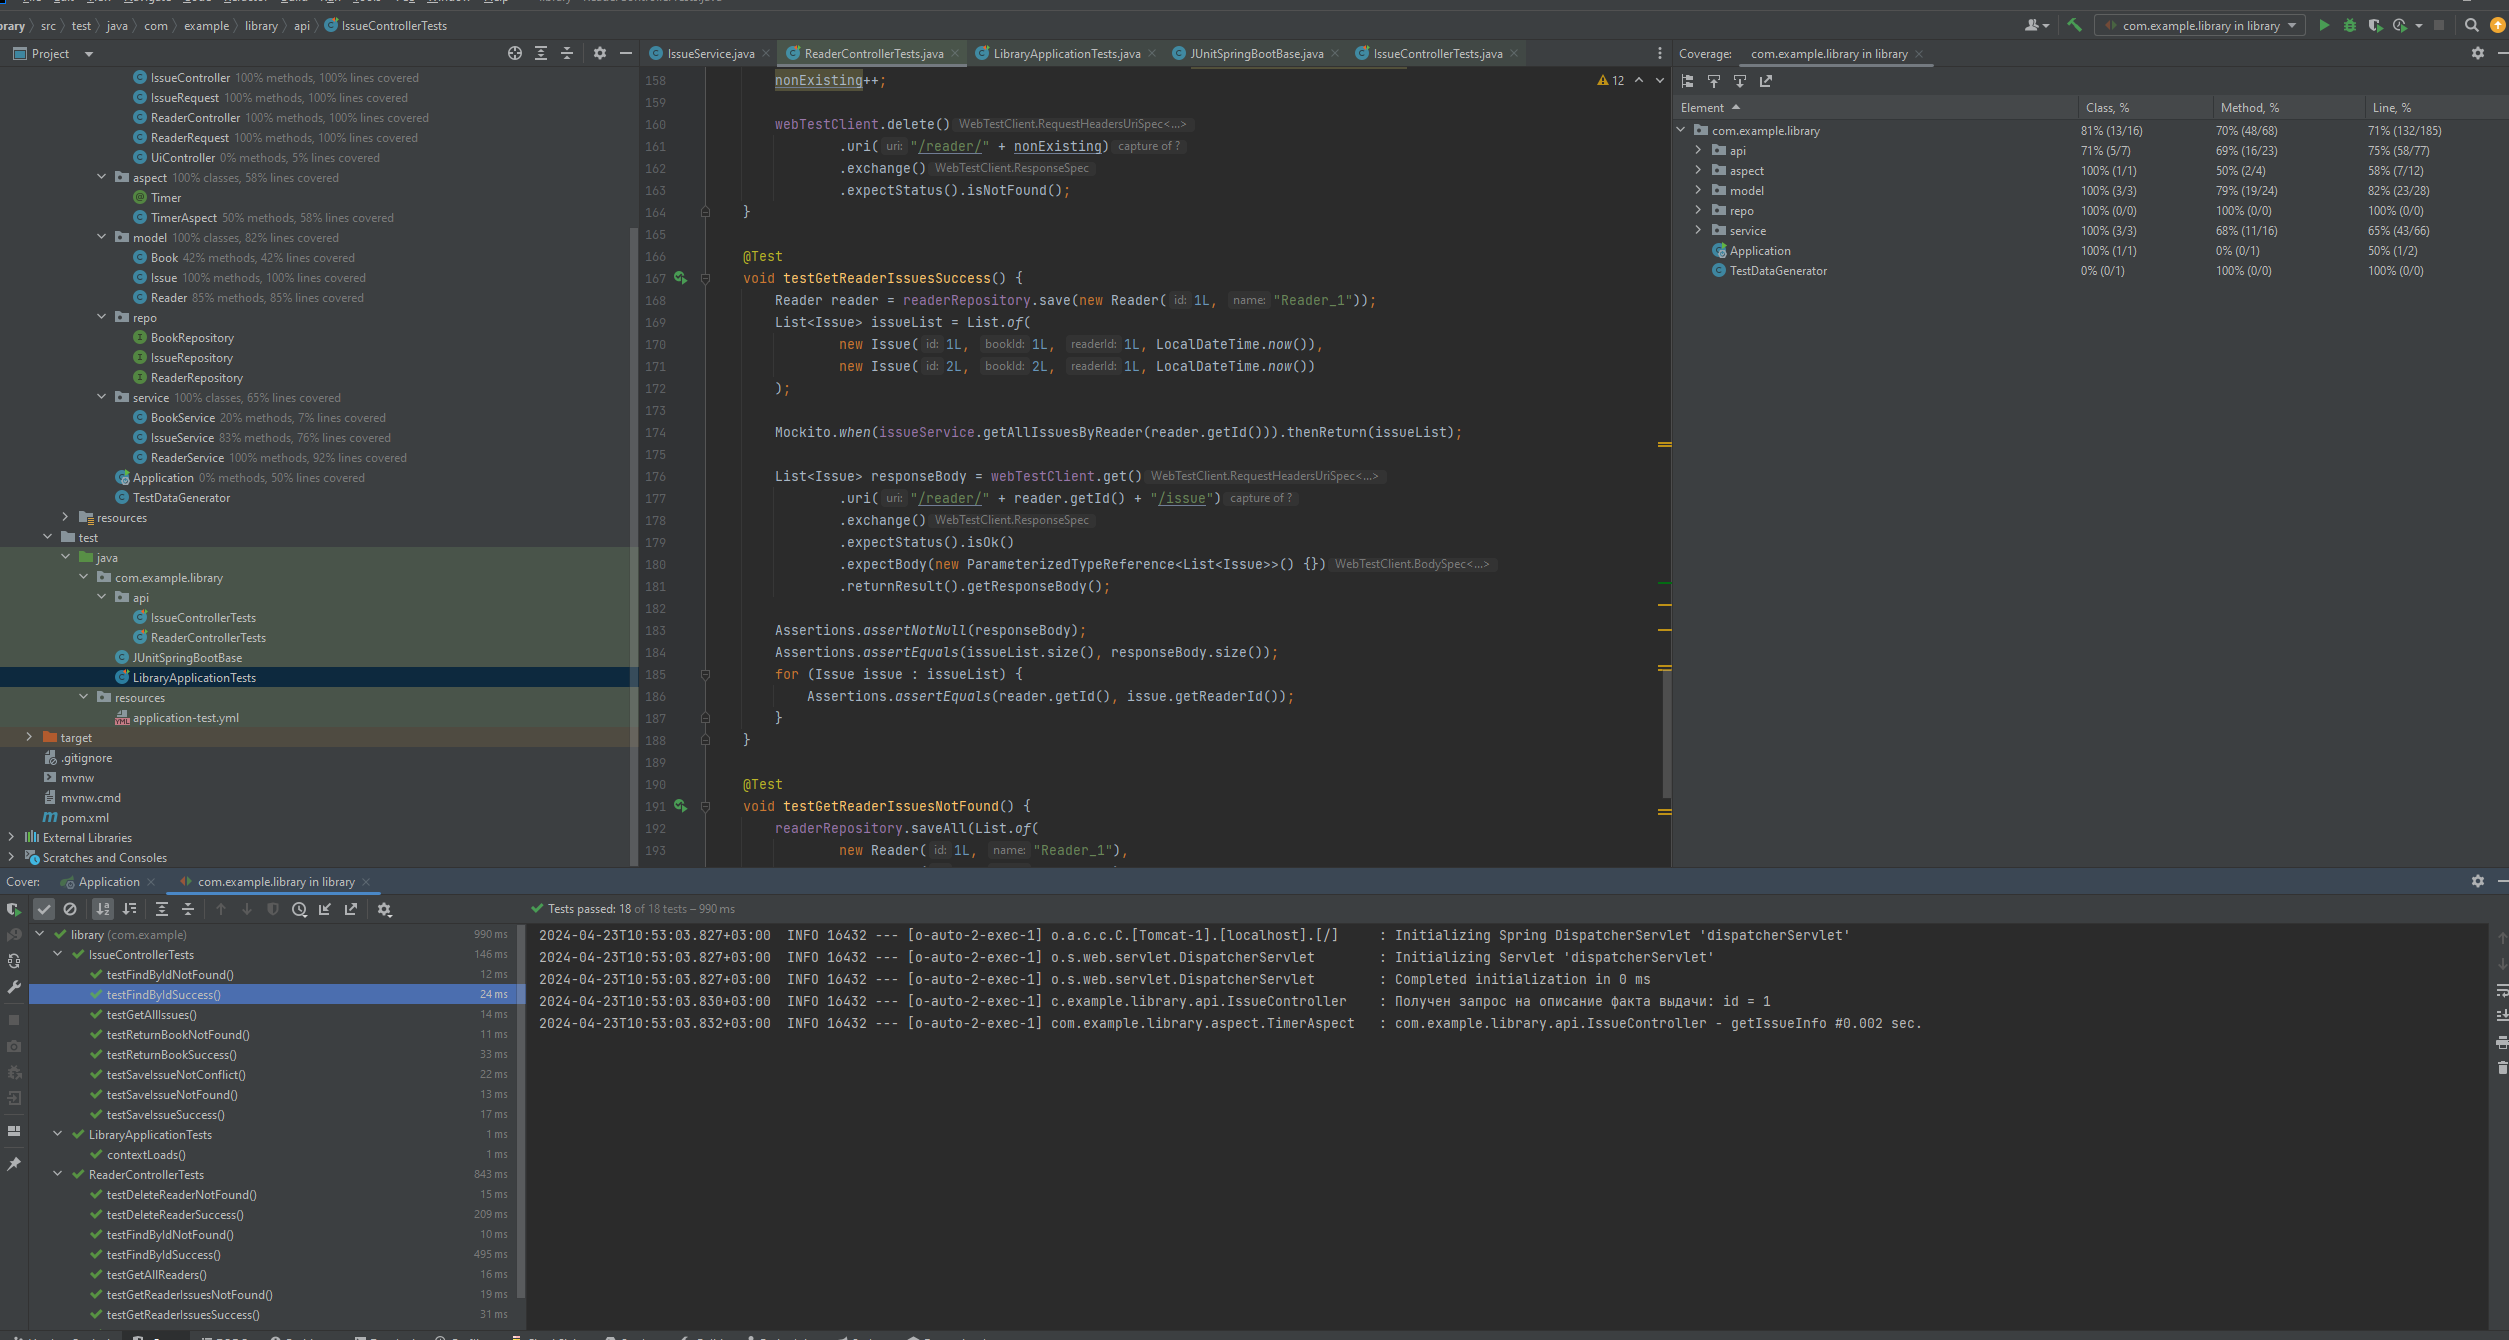 brary › src › test › java › com › example › library › api › IssueControllerTests
com.example.library in library
Project
IssueController 100% methods, 100% lines covered
IssueRequest 100% methods, 100% lines covered
ReaderController 100% methods, 100% lines covered
ReaderRequest 100% methods, 100% lines covered
UiController 0% methods, 5% lines covered
aspect 100% classes, 58% lines covered
Timer
TimerAspect 50% methods, 58% lines covered
model 100% classes, 82% lines covered
Book 42% methods, 42% lines covered
Issue 100% methods, 100% lines covered
Reader 85% methods, 85% lines covered
repo
BookRepository
IssueRepository
ReaderRepository
service 100% classes, 65% lines covered
BookService 20% methods, 7% lines covered
IssueService 83% methods, 76% lines covered
ReaderService 100% methods, 92% lines covered
Application 0% methods, 50% lines covered
TestDataGenerator
resources
test
java
com.example.library
api
IssueControllerTests
ReaderControllerTests
JUnitSpringBootBase
LibraryApplicationTests
resources
application-test.yml
target
.gitignore
mvnw
mvnw.cmd
pom.xml
External Libraries
Scratches and Consoles
IssueService.java ReaderControllerTests.java LibraryApplicationTests.java JUnitSpringBootBase.java IssueControllerTests.java
12
158 nonExisting++;
159
160 webTestClient.delete() WebTestClient.RequestHeadersUriSpec<...>
161 .uri( uri: "/reader/" + nonExisting) capture of ?
162 .exchange() WebTestClient.ResponseSpec
163 .expectStatus().isNotFound();
164 }
165
166 @Test
167 void testGetReaderIssuesSuccess() {
168 Reader reader = readerRepository.save(new Reader( id: 1L, name: "Reader_1"));
169 List<Issue> issueList = List.of(
170 new Issue( id: 1L, bookId: 1L, readerId: 1L, LocalDateTime.now()),
171 new Issue( id: 2L, bookId: 2L, readerId: 1L, LocalDateTime.now())
172 );
173
174 Mockito.when(issueService.getAllIssuesByReader(reader.getId())).thenReturn(issueList);
175
176 List<Issue> responseBody = webTestClient.get() WebTestClient.RequestHeadersUriSpec<...>
177 .uri( uri: "/reader/" + reader.getId() + "/issue") capture of ?
178 .exchange() WebTestClient.ResponseSpec
179 .expectStatus().isOk()
180 .expectBody(new ParameterizedTypeReference<List<Issue>>() {}) WebTestClient.BodySpec<...>
181 .returnResult().getResponseBody();
182
183 Assertions.assertNotNull(responseBody);
184 Assertions.assertEquals(issueList.size(), responseBody.size());
185 for (Issue issue : issueList) {
186 Assertions.assertEquals(reader.getId(), issue.getReaderId());
187 }
188 }
189
190 @Test
191 void testGetReaderIssuesNotFound() {
192 readerRepository.saveAll(List.of(
193 new Reader( id: 1L, name: "Reader_1"),
Coverage: com.example.library in library
Element Class, % Method, % Line, %
com.example.library 81% (13/16) 70% (48/68) 71% (132/185)
api 71% (5/7) 69% (16/23) 75% (58/77)
aspect 100% (1/1) 50% (2/4) 58% (7/12)
model 100% (3/3) 79% (19/24) 82% (23/28)
repo 100% (0/0) 100% (0/0) 100% (0/0)
service 100% (3/3) 68% (11/16) 65% (43/66)
Application 100% (1/1) 0% (0/1) 50% (1/2)
TestDataGenerator 0% (0/1) 100% (0/0) 100% (0/0)
Cover: Application com.example.library in library
Tests passed: 18 of 18 tests – 990 ms
library (com.example) 990 ms
IssueControllerTests 146 ms
testFindByIdNotFound() 12 ms
testFindByIdSuccess() 24 ms
testGetAllIssues() 14 ms
testReturnBookNotFound() 11 ms
testReturnBookSuccess() 33 ms
testSaveIssueNotConflict() 22 ms
testSaveIssueNotFound() 13 ms
testSaveIssueSuccess() 17 ms
LibraryApplicationTests 1 ms
contextLoads() 1 ms
ReaderControllerTests 843 ms
testDeleteReaderNotFound() 15 ms
testDeleteReaderSuccess() 209 ms
testFindByIdNotFound() 10 ms
testFindByIdSuccess() 495 ms
testGetAllReaders() 16 ms
testGetReaderIssuesNotFound() 19 ms
testGetReaderIssuesSuccess() 31 ms
2024-04-23T10:53:03.827+03:00 INFO 16432 --- [o-auto-2-exec-1] o.a.c.c.C.[Tomcat-1].[localhost].[/] : Initializing Spring DispatcherServlet 'dispatcherServlet'
2024-04-23T10:53:03.827+03:00 INFO 16432 --- [o-auto-2-exec-1] o.s.web.servlet.DispatcherServlet : Initializing Servlet 'dispatcherServlet'
2024-04-23T10:53:03.827+03:00 INFO 16432 --- [o-auto-2-exec-1] o.s.web.servlet.DispatcherServlet : Completed initialization in 0 ms
2024-04-23T10:53:03.830+03:00 INFO 16432 --- [o-auto-2-exec-1] c.example.library.api.IssueController : Получен запрос на описание факта выдачи: id = 1
2024-04-23T10:53:03.832+03:00 INFO 16432 --- [o-auto-2-exec-1] com.example.library.aspect.TimerAspect : com.example.library.api.IssueController - getIssueInfo #0.002 sec.